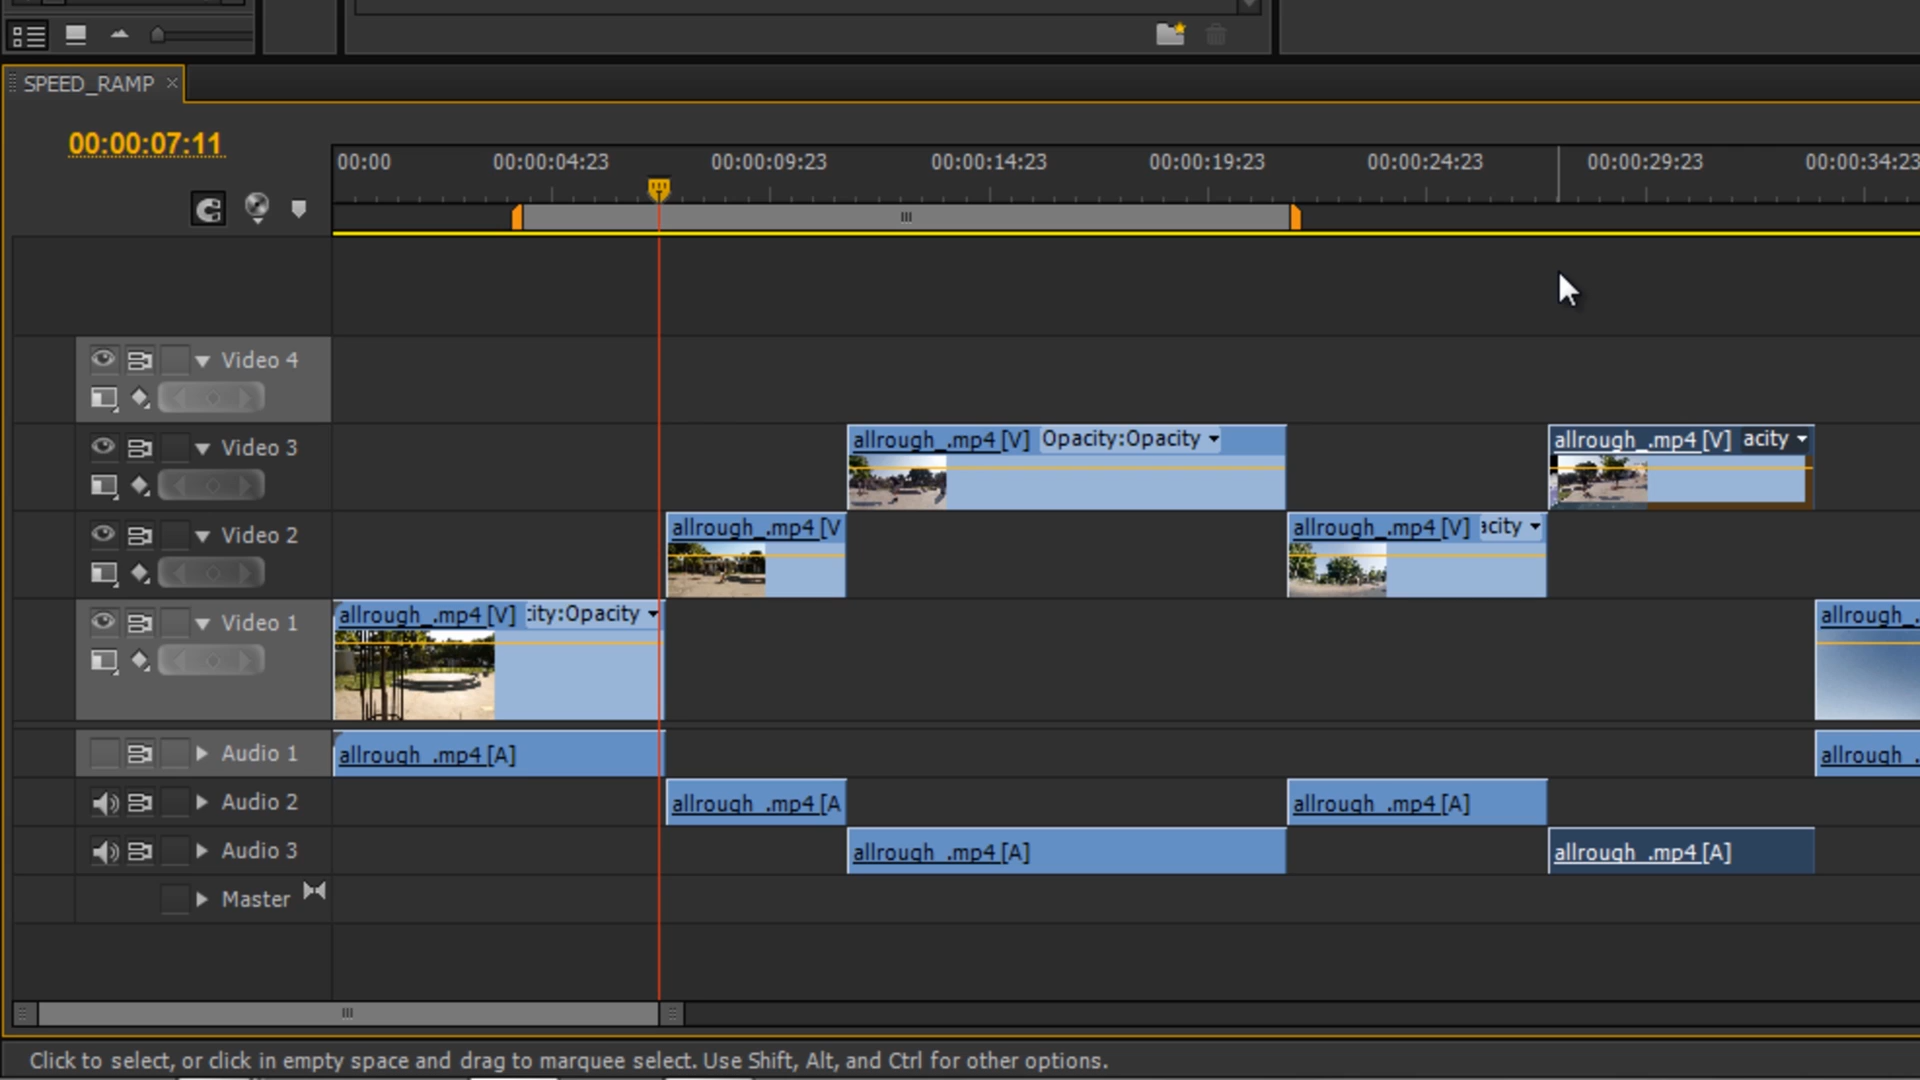 SPEED_RAMP ×
00:00:07:11
00:00 00:00:04:23 00:00:09:23 00:00:14:23 00:00:19:23 00:00:24:23 00:00:29:23 00:00:34:23
Video 4
Video 3
allrough_.mp4 [V] Opacity:Opacity
allrough_.mp4 [V] acity
Video 2
allrough_.mp4 [V
allrough_.mp4 [V] acity
Video 1
allrough_.mp4 [V] :ity:Opacity
allrough_.
Audio 1
allrough_.mp4 [A]
allrough_.
Audio 2
allrough_.mp4 [A
allrough_.mp4 [A]
Audio 3
allrough_.mp4 [A]
allrough_.mp4 [A]
Master
Click to select, or click in empty space and drag to marquee select. Use Shift, Alt, and Ctrl for other options.